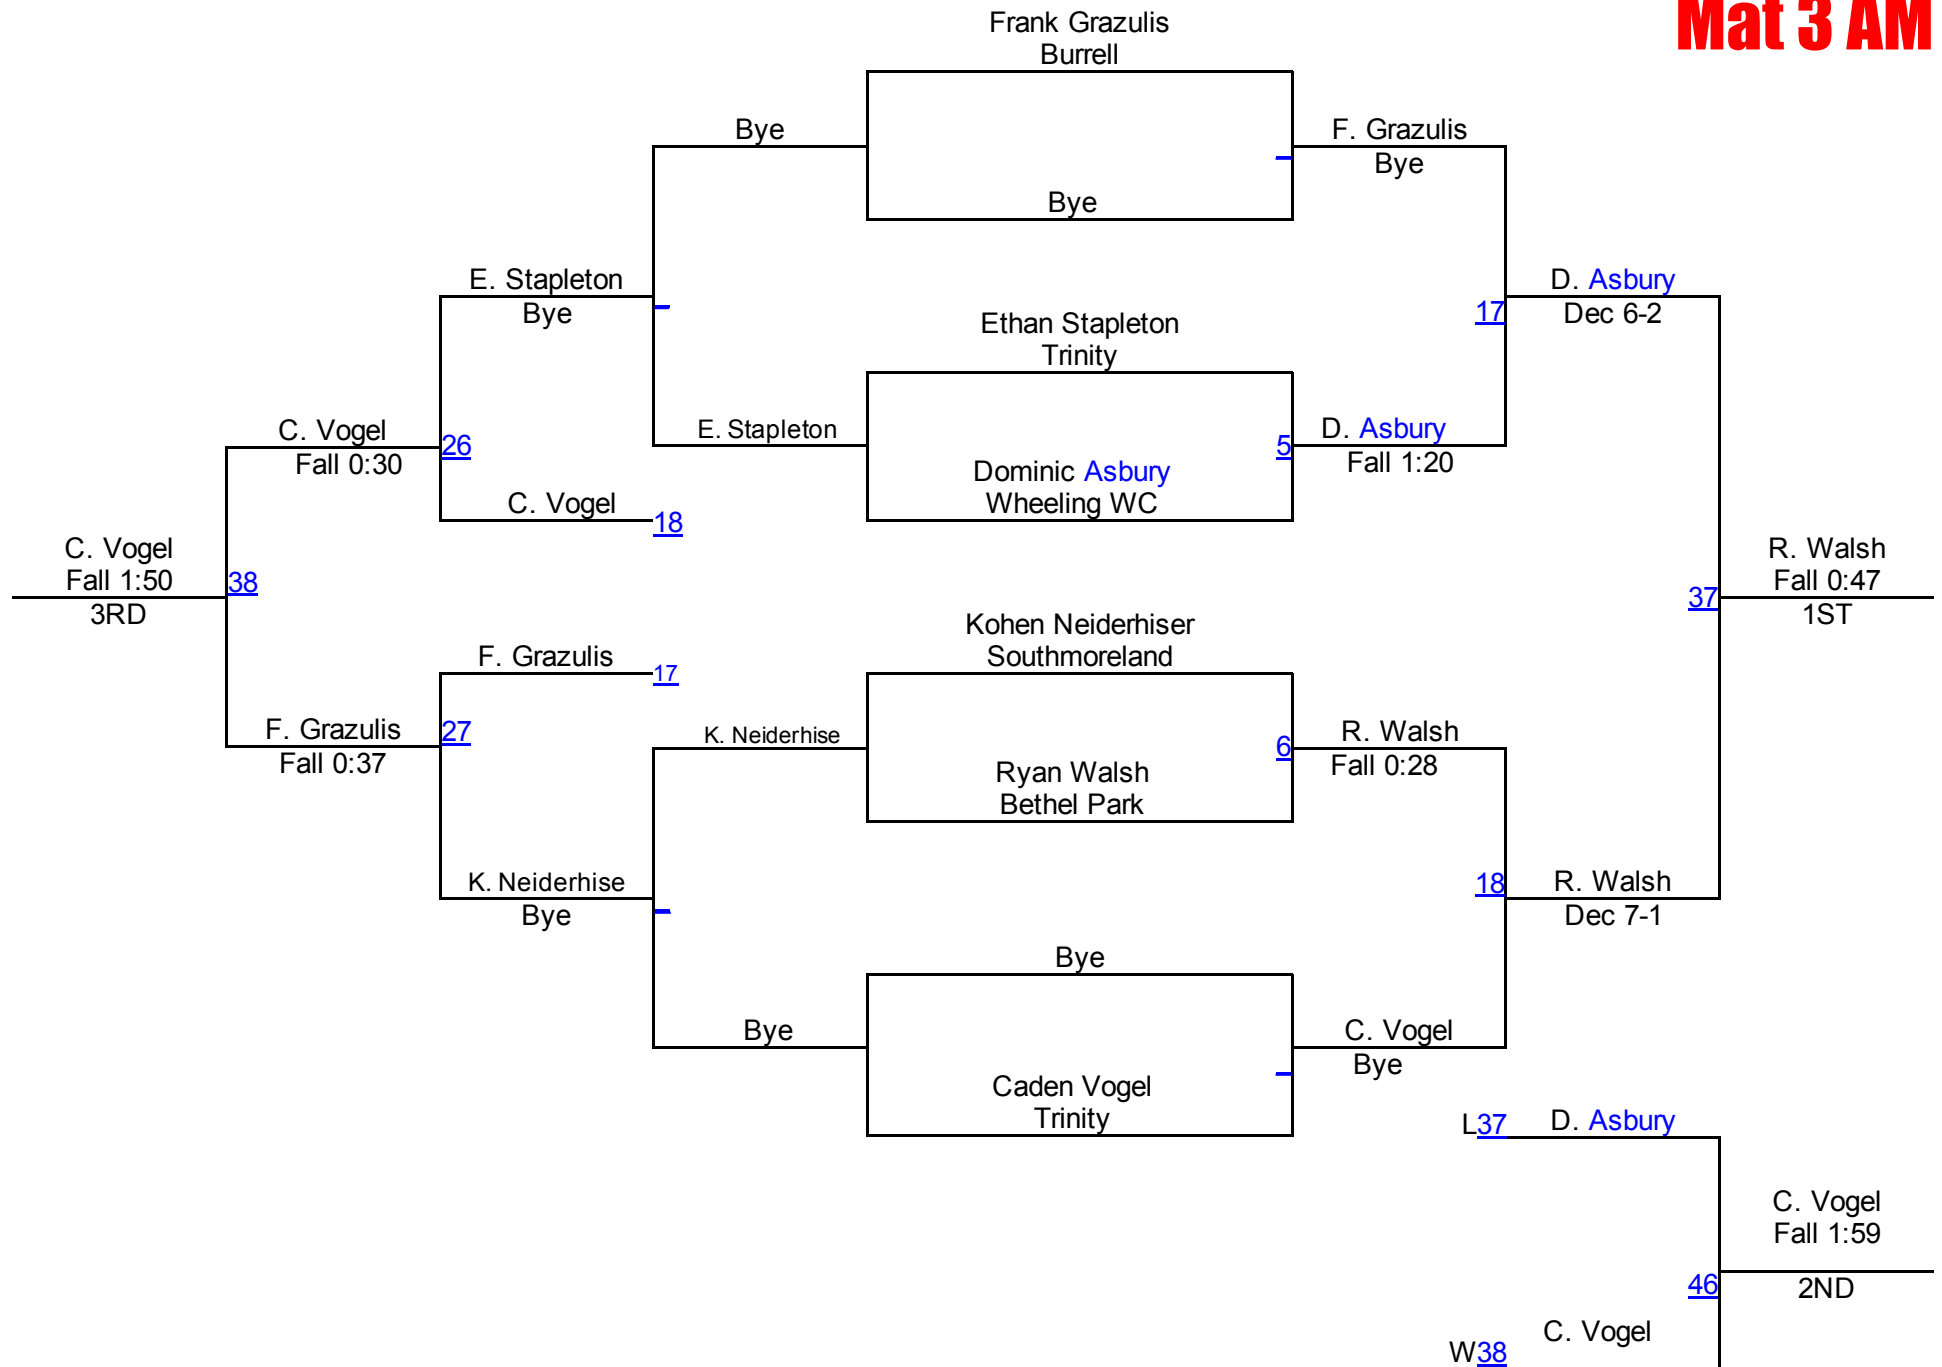 Mat 3 AM
Frank Grazulis
Burrell
Bye
F. Grazulis
Bye
Bye
E. Stapleton
Bye
D. Asbury
Dec 6-2
17
Ethan Stapleton
Trinity
C. Vogel
Fall 0:30
26
E. Stapleton
5
D. Asbury
Fall 1:20
Dominic Asbury
Wheeling WC
C. Vogel
18
C. Vogel
Fall 1:50
3RD
38
R. Walsh
Fall 0:47
1ST
37
Kohen Neiderhiser
Southmoreland
F. Grazulis
17
F. Grazulis
Fall 0:37
27
K. Neiderhise
6
R. Walsh
Fall 0:28
Ryan Walsh
Bethel Park
K. Neiderhise
Bye
18
R. Walsh
Dec 7-1
Bye
Bye
C. Vogel
Bye
Caden Vogel
Trinity
L37
D. Asbury
C. Vogel
Fall 1:59
2ND
46
C. Vogel
W38